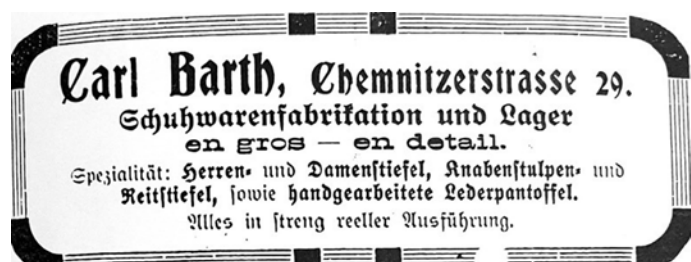 Carl Barth, Chemnitzerstrasse 29.
Schuhwarenfabrikation und Lager
en gros — en detail.
Spezialität: Herren- und Damenstiefel, Knabenstulpen- und
Reitstiefel, sowie handgearbeitete Lederpantoffel.
Alles in streng reeller Ausführung.